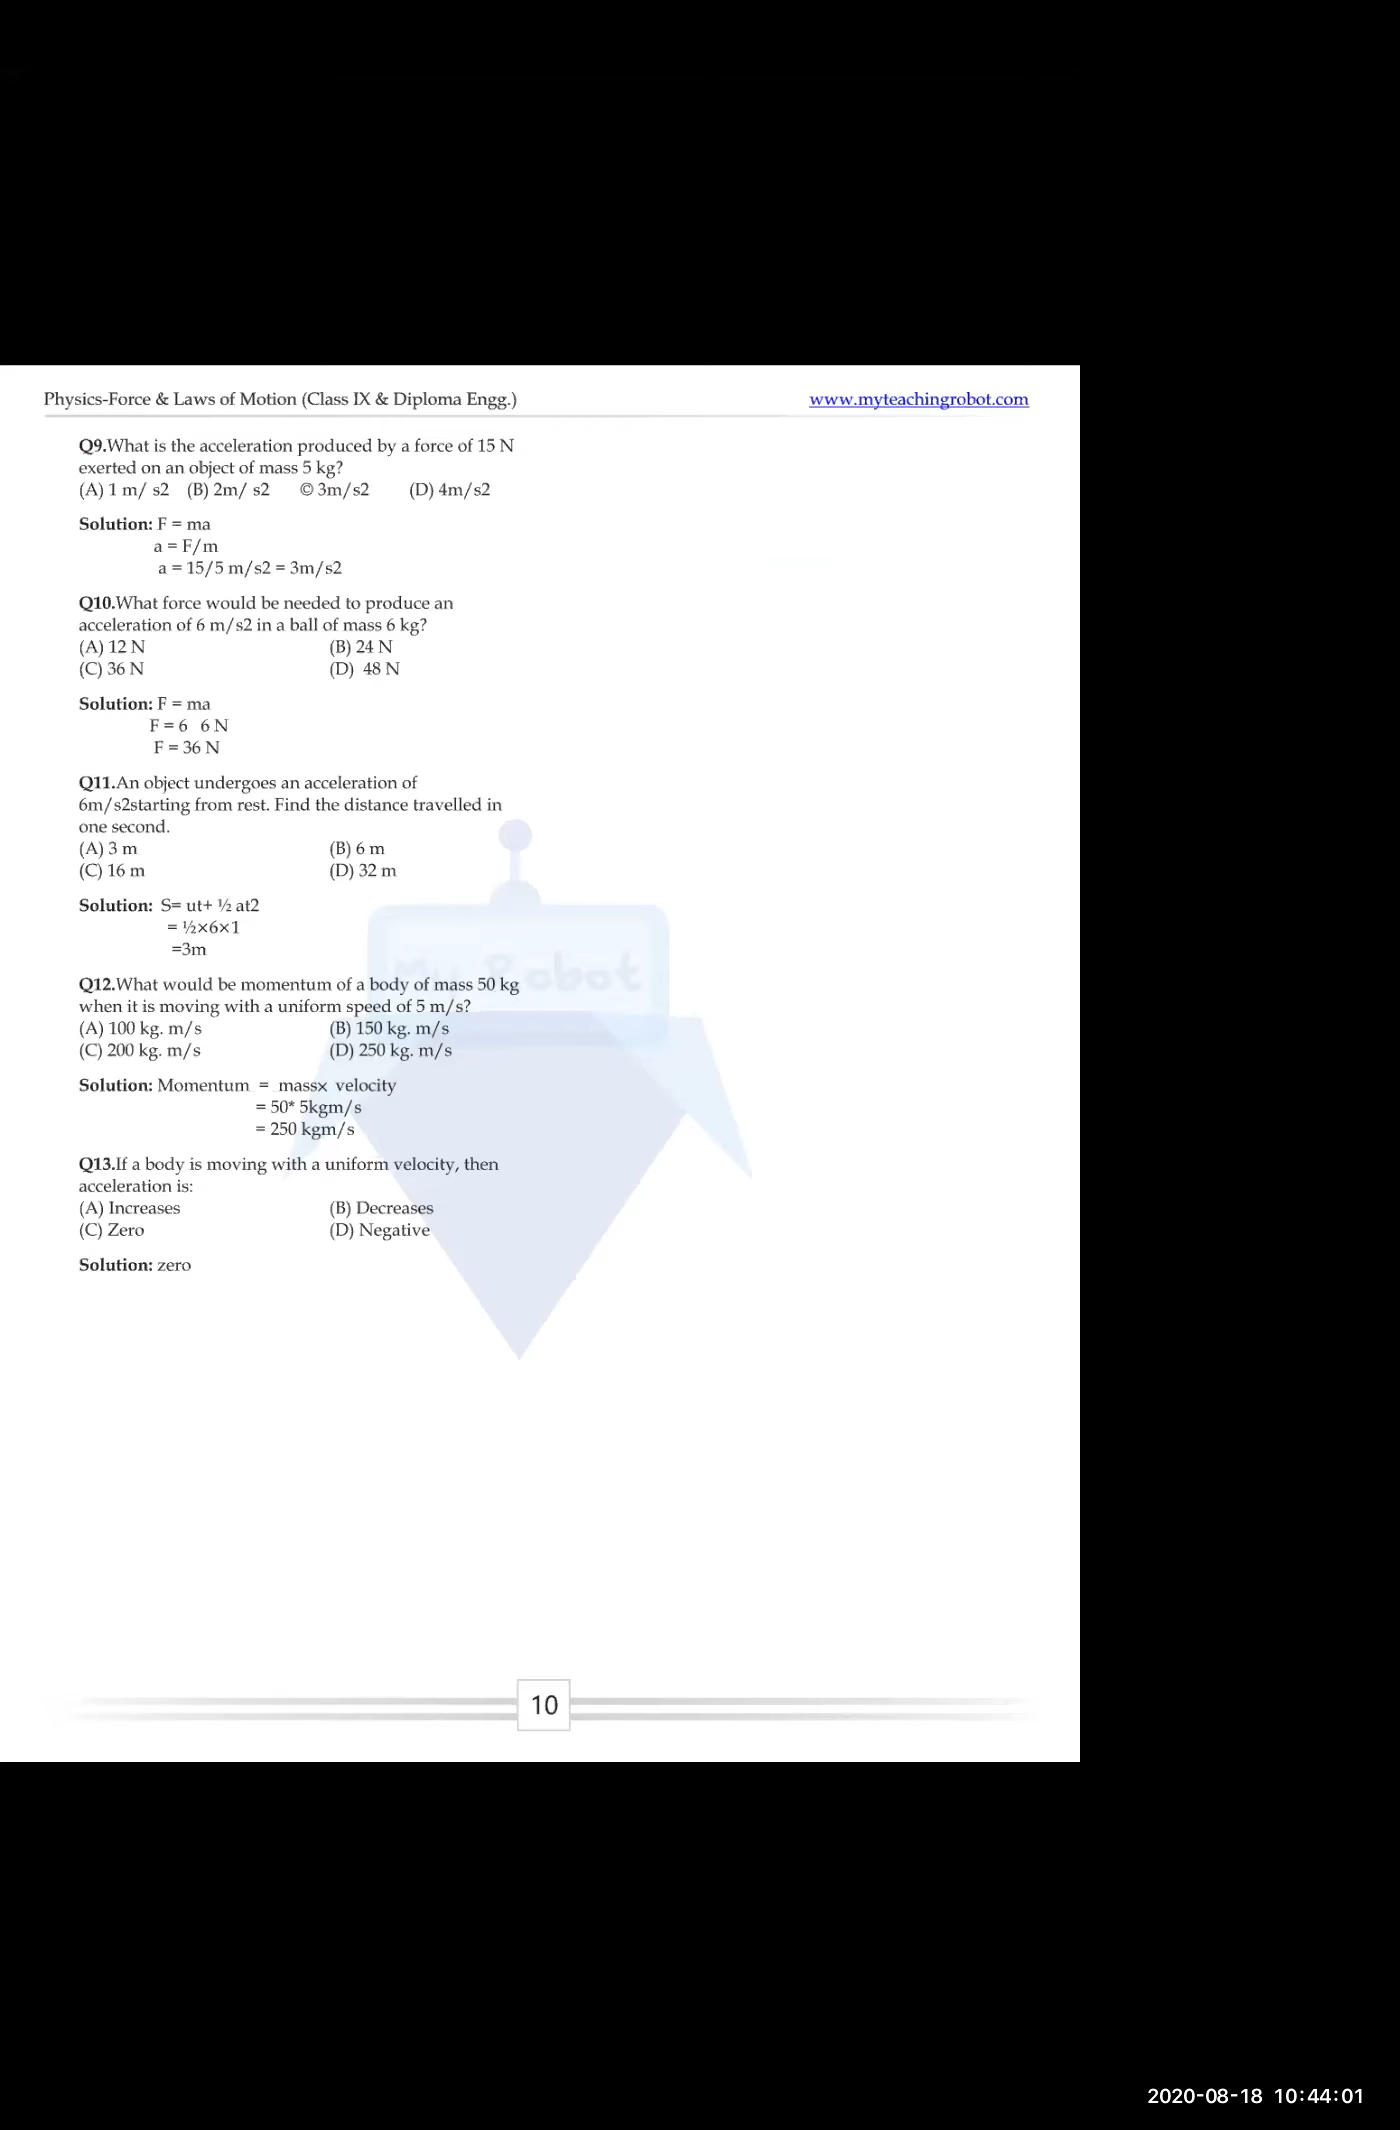 Physics-Force & Laws of Motion (Class IX & Diploma Engg.) www.myteachingrobot.com
Q9.What is the acceleration produced by a force of 15 N
exerted on an object of mass 5 kg?
(A) 1 m/ s2 (B) 2m/ s2 © 3m/s2 (D) 4m/s2
Solution: F = ma
a = F/m
a = 15/5 m/s2 = 3m/s2
Q10.What force would be needed to produce an
acceleration of 6 m/s2 in a ball of mass 6 kg?
(A) 12 N (B) 24 N
(C) 36 N (D) 48 N
Solution: F = ma
F = 6 6 N
F = 36 N
Q11.An object undergoes an acceleration of
6m/s2starting from rest. Find the distance travelled in
one second.
(A) 3 m (B) 6 m
(C) 16 m (D) 32 m
Solution: S= ut+ ½ at2
= ½×6×1
=3m
My Robot
Q12.What would be momentum of a body of mass 50 kg
when it is moving with a uniform speed of 5 m/s?
(A) 100 kg. m/s (B) 150 kg. m/s
(C) 200 kg. m/s (D) 250 kg. m/s
Solution: Momentum = mass× velocity
= 50* 5kgm/s
= 250 kgm/s
Q13.If a body is moving with a uniform velocity, then
acceleration is:
(A) Increases (B) Decreases
(C) Zero (D) Negative
Solution: zero
10
2020-08-18 10:44:01